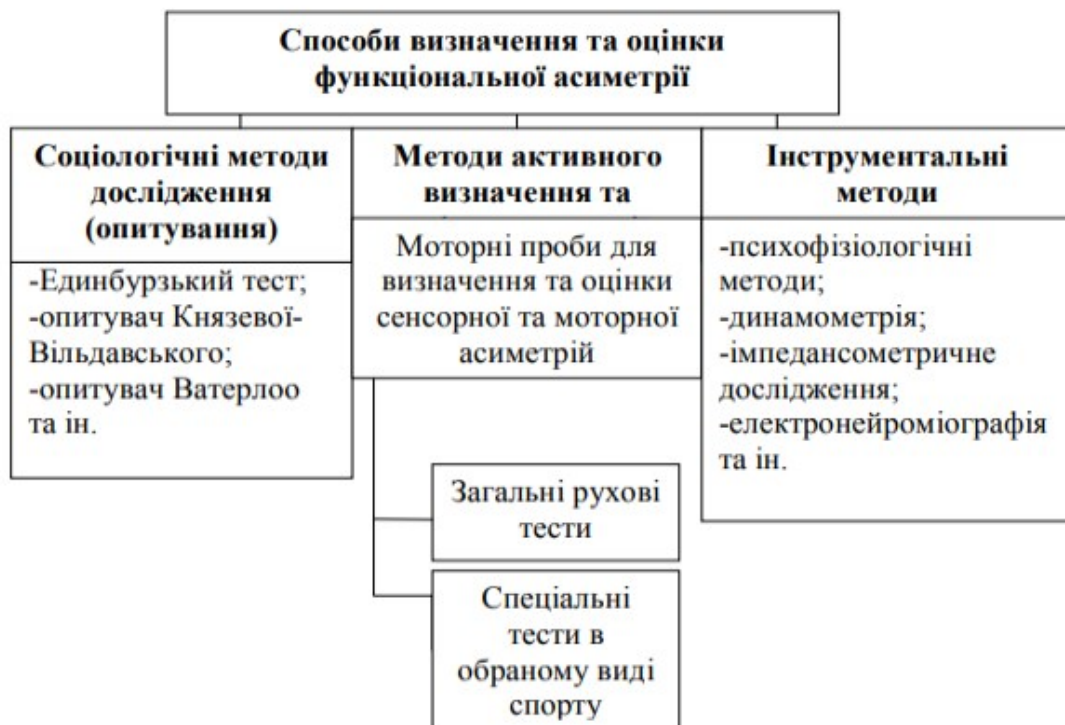 Способи визначення та оцінки
функціональної асиметрії
Соціологічні методи
дослідження
(опитування)
-Единбурзький тест;
-опитувач Князевої-
Вільдавського;
-опитувач Ватерлоо
та ін.
Методи активного
визначення та
Моторні проби для
визначення та оцінки
сенсорної та моторної
асиметрій
Загальні рухові
тести
Спеціальні
тести в
обраному виді
спорту
Інструментальні
методи
-психофізіологічні
методи;
-динамометрія;
-імпедансометричне
дослідження;
-електронейроміографія
та ін.